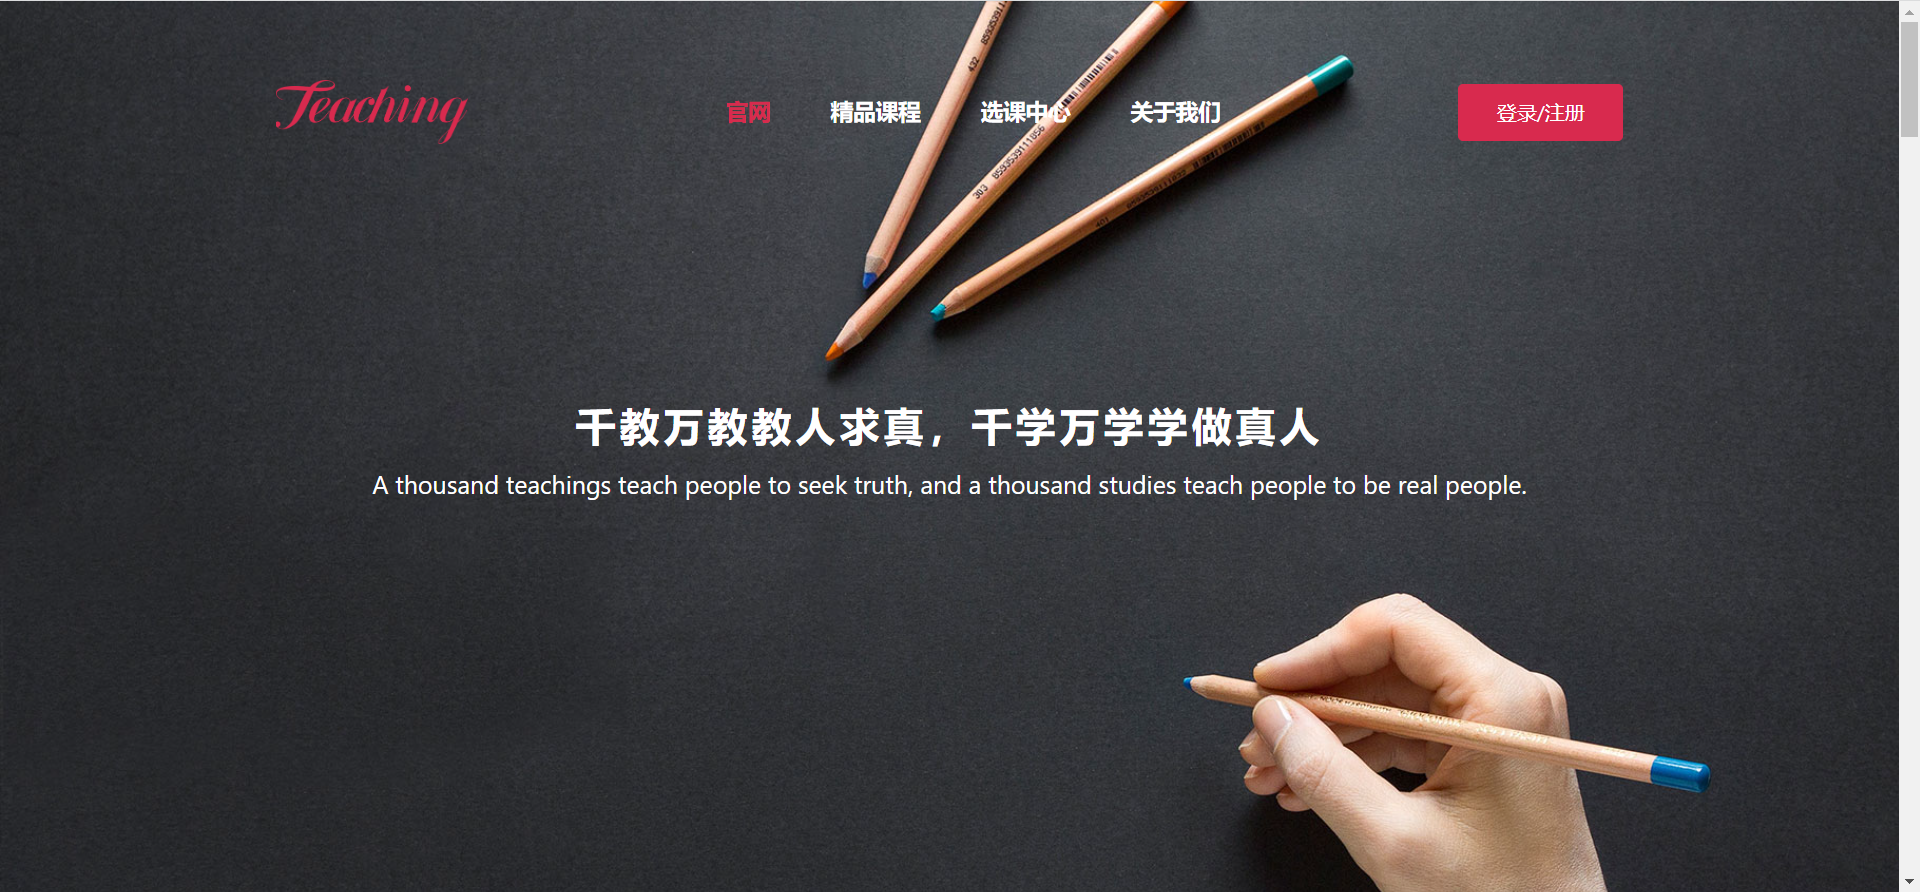 Teaching
官网 精品课程 选课中心 关于我们 登录/注册
千教万教教人求真，千学万学学做真人
A thousand teachings teach people to seek truth, and a thousand studies teach people to be real people.